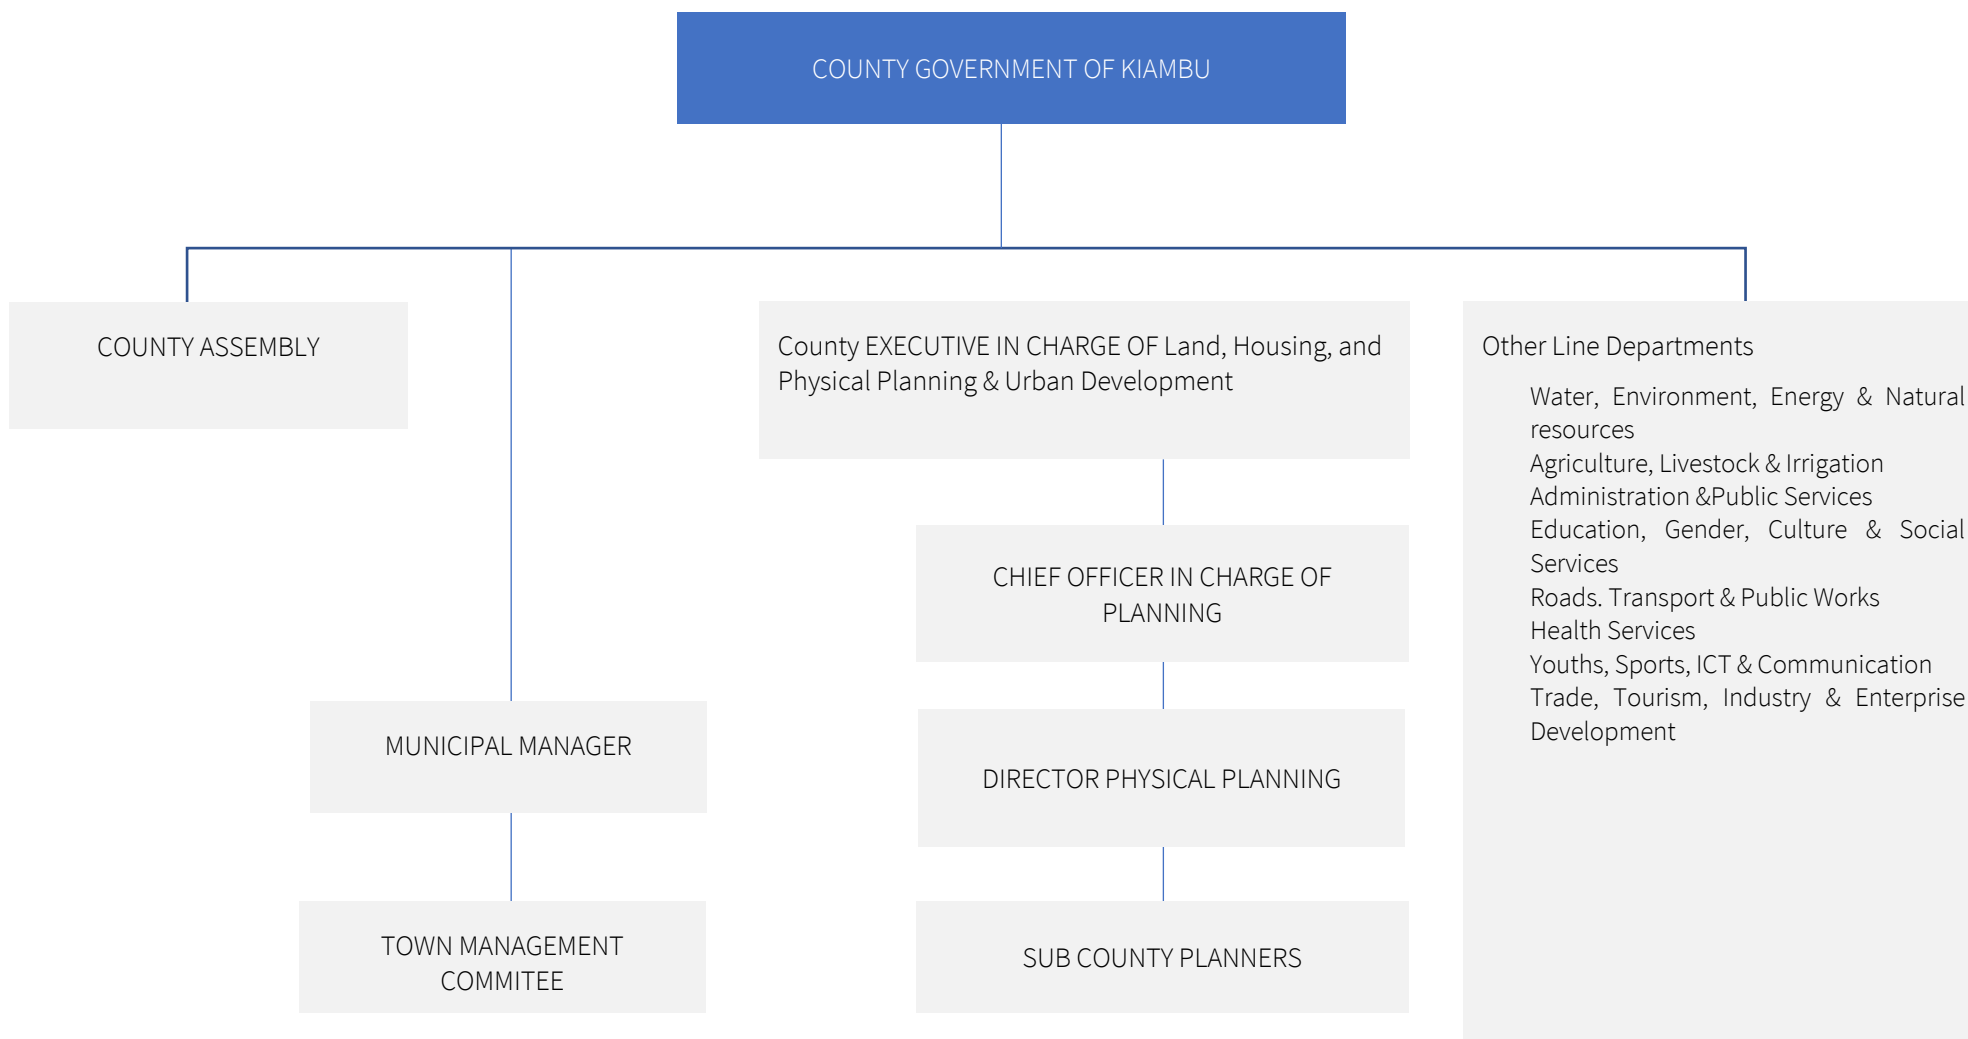 COUNTY GOVERNMENT OF KIAMBU
COUNTY ASSEMBLY
MUNICIPAL MANAGER
TOWN MANAGEMENT
COMMITEE
County EXECUTIVE IN CHARGE OF Land, Housing, and
Physical Planning & Urban Development
CHIEF OFFICER IN CHARGE OF
PLANNING
DIRECTOR PHYSICAL PLANNING
SUB COUNTY PLANNERS
Other Line Departments
Water, Environment, Energy & Natural
resources
Agriculture, Livestock & Irrigation
Administration &Public Services
Education, Gender, Culture & Social
Services
Roads. Transport & Public Works
Health Services
Youths, Sports, ICT & Communication
Trade, Tourism, Industry & Enterprise
Development